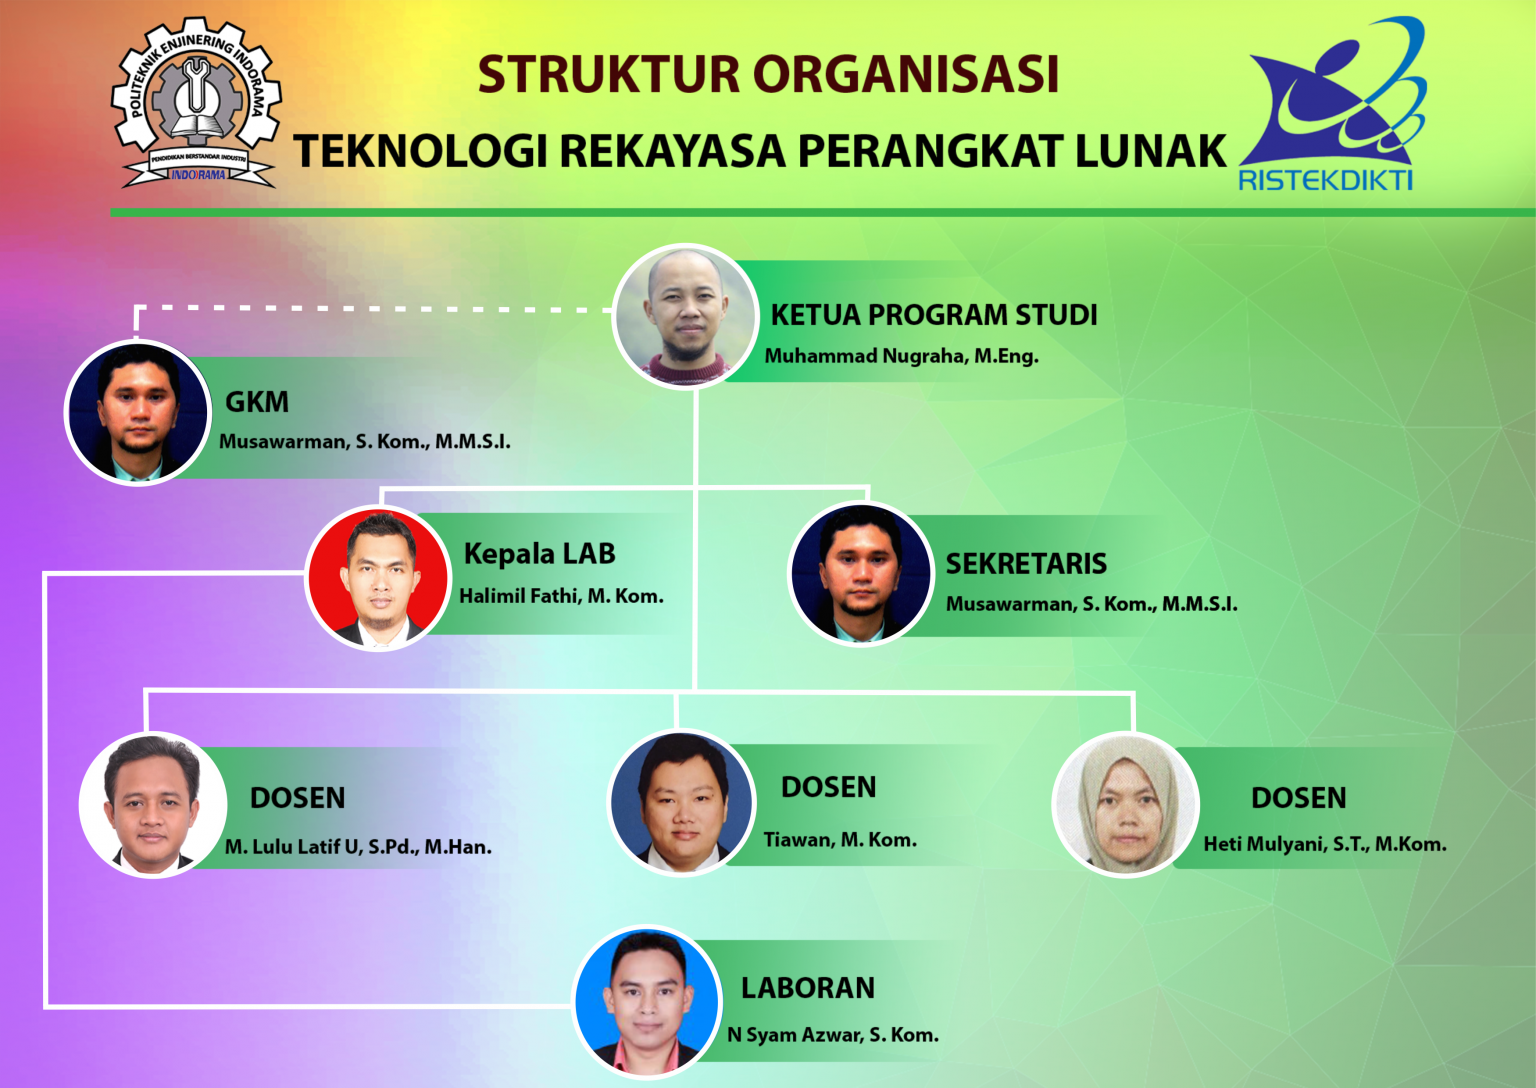 POLITEKNIK ENJINERING INDORAMA
PENDIDIKAN BERSTANDAR INDUSTRI
INDORAMA
STRUKTUR ORGANISASI
TEKNOLOGI REKAYASA PERANGKAT LUNAK
RISTEKDIKTI
KETUA PROGRAM STUDI
Muhammad Nugraha, M.Eng.
GKM
Musawarman, S. Kom., M.M.S.I.
Kepala LAB
Halimil Fathi, M. Kom.
SEKRETARIS
Musawarman, S. Kom., M.M.S.I.
DOSEN
M. Lulu Latif U, S.Pd., M.Han.
DOSEN
Tiawan, M. Kom.
DOSEN
Heti Mulyani, S.T., M.Kom.
LABORAN
N Syam Azwar, S. Kom.